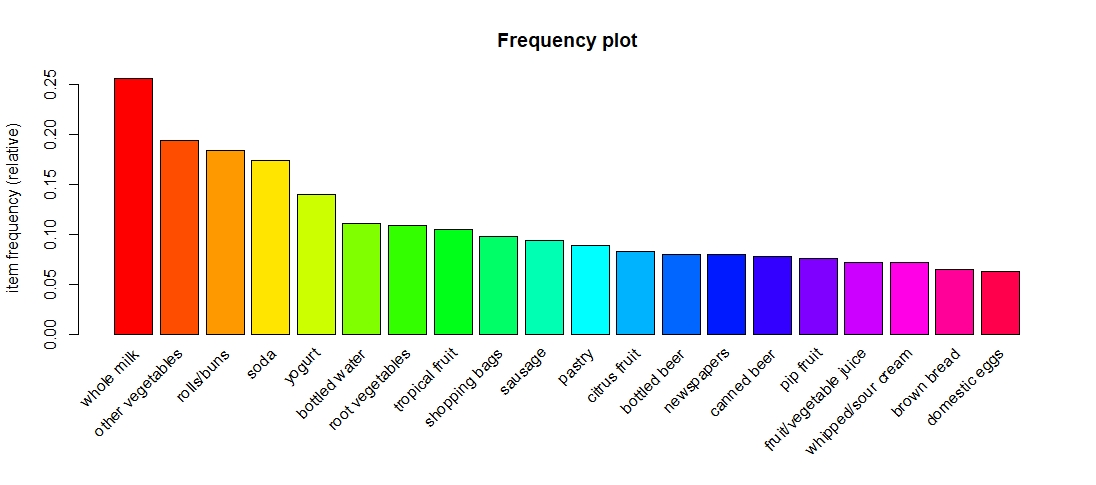 Frequency plot
item frequency (relative)
0.25
0.20
0.15
0.10
0.05
0.00
whole milk
other vegetables
rolls/buns
soda
yogurt
bottled water
root vegetables
tropical fruit
shopping bags
sausage
pastry
citrus fruit
bottled beer
newspapers
canned beer
pip fruit
fruit/vegetable juice
whipped/sour cream
brown bread
domestic eggs